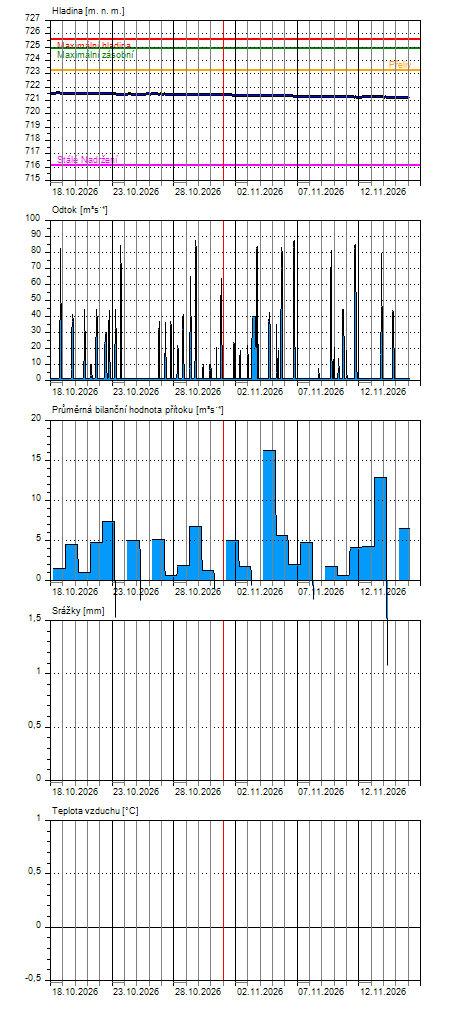 Hladina [m. n. m.]
727
726
725
724
723
722
721
720
719
718
717
716
715
Maximální hladina
Maximální zásobní
Přeliv
Stálé Nadržení
18.10.2026 23.10.2026 28.10.2026 02.11.2026 07.11.2026 12.11.2026
Odtok [m³s⁻¹]
100
90
80
70
60
50
40
30
20
10
0
18.10.2026 23.10.2026 28.10.2026 02.11.2026 07.11.2026 12.11.2026
Průměrná bilanční hodnota přítoku [m³s⁻¹]
20
15
10
5
0
18.10.2026 23.10.2026 28.10.2026 02.11.2026 07.11.2026 12.11.2026
Srážky [mm]
1,5
1
0,5
0
18.10.2026 23.10.2026 28.10.2026 02.11.2026 07.11.2026 12.11.2026
Teplota vzduchu [°C]
1
0,5
0
-0,5
18.10.2026 23.10.2026 28.10.2026 02.11.2026 07.11.2026 12.11.2026